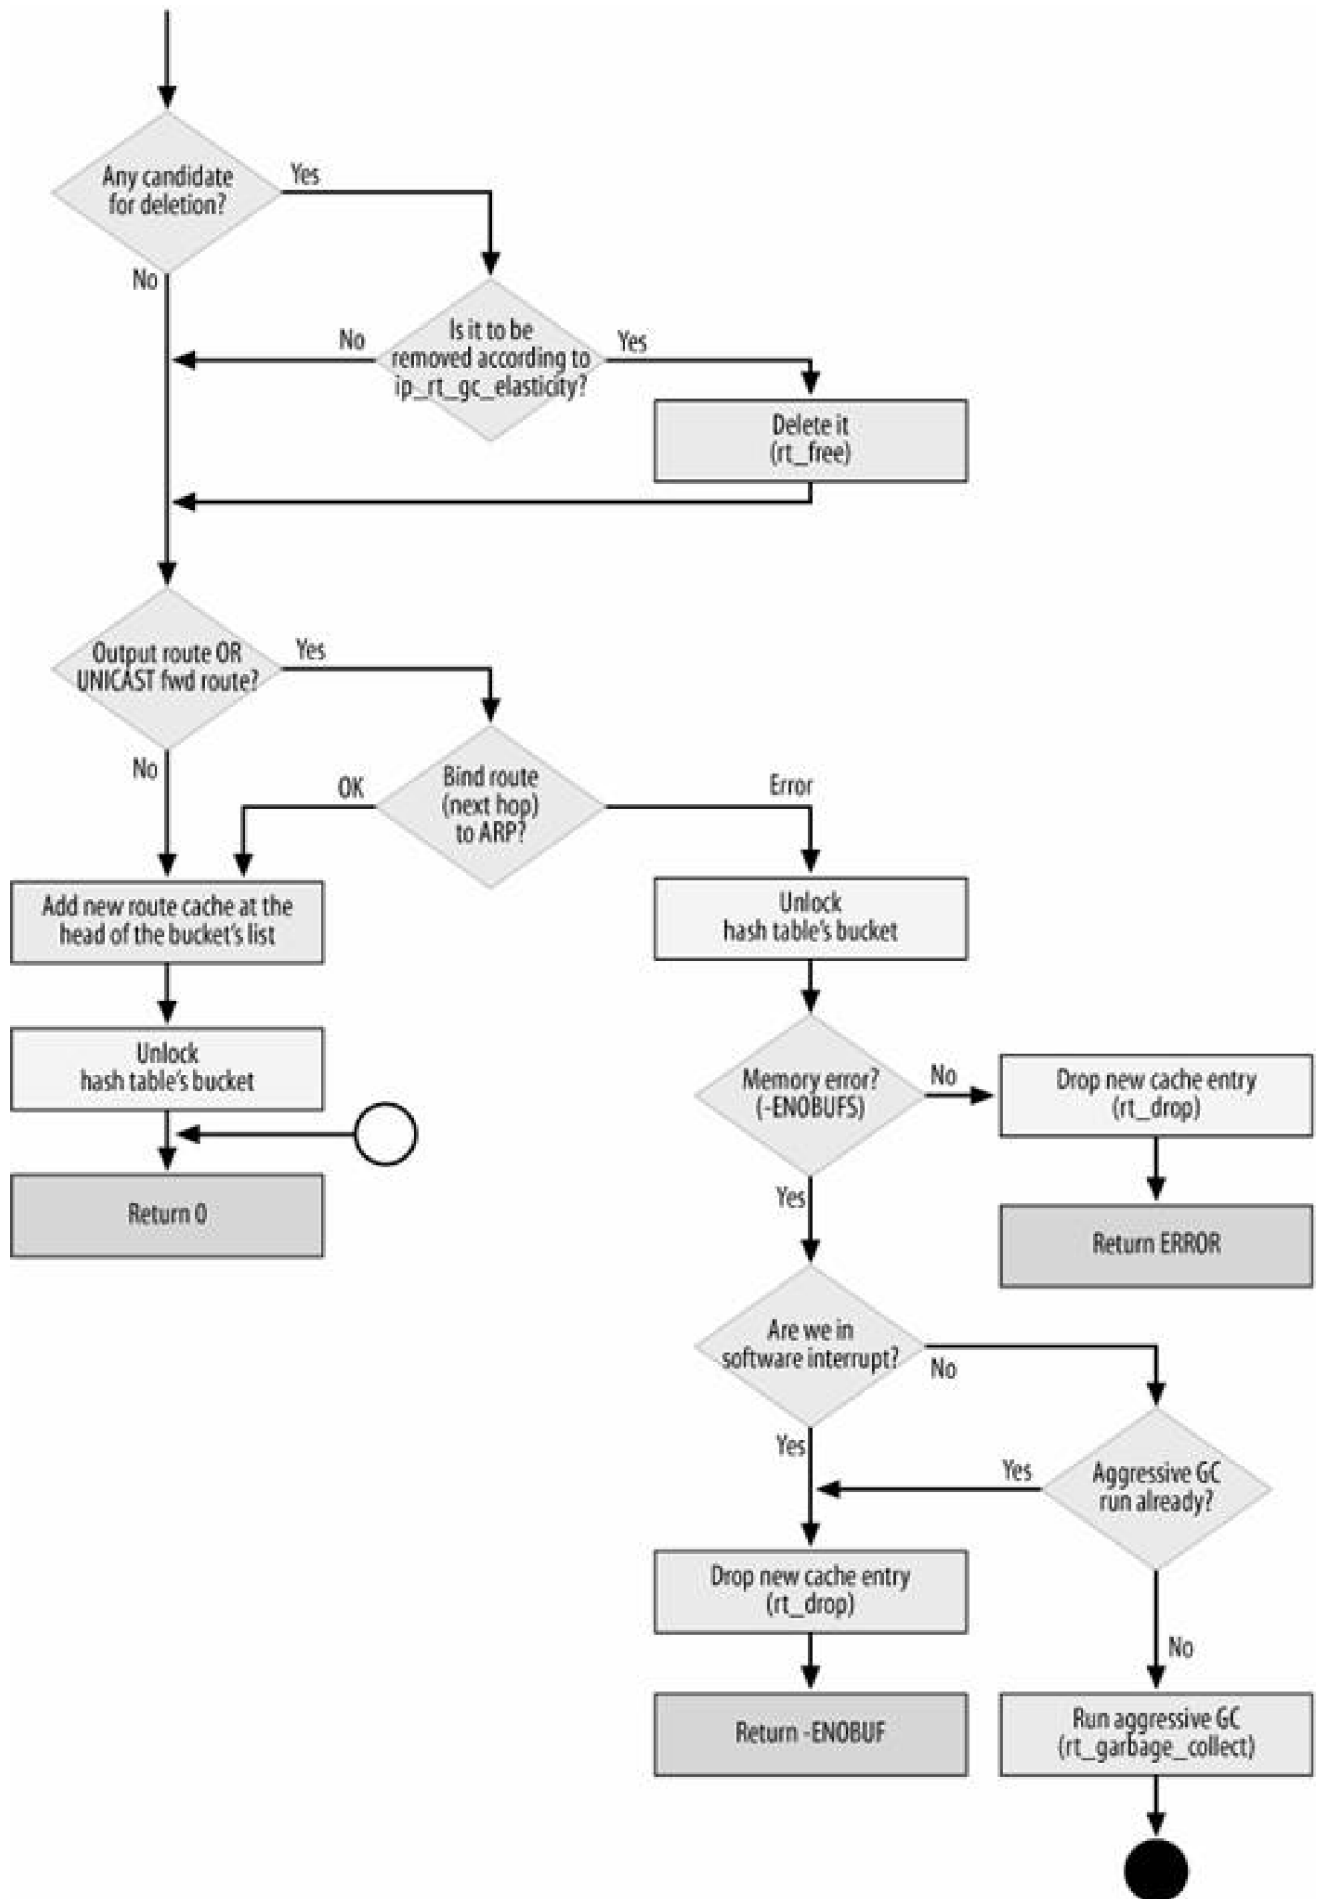 Any candidate
for deletion?
Yes
No
Is it to be
removed according to
ip_rt_gc_elasticity?
No
Yes
Delete it
(rt_free)
Output route OR
UNICAST fwd route?
Yes
No
Bind route
(next hop)
to ARP?
OK
Error
Add new route cache at the
head of the bucket's list
Unlock
hash table's bucket
Unlock
hash table's bucket
Return 0
Memory error?
(-ENOBUFS)
No
Drop new cache entry
(rt_drop)
Yes
Return ERROR
Are we in
software interrupt?
No
Yes
Aggressive GC
run already?
Yes
No
Drop new cache entry
(rt_drop)
Return -ENOBUF
Run aggressive GC
(rt_garbage_collect)